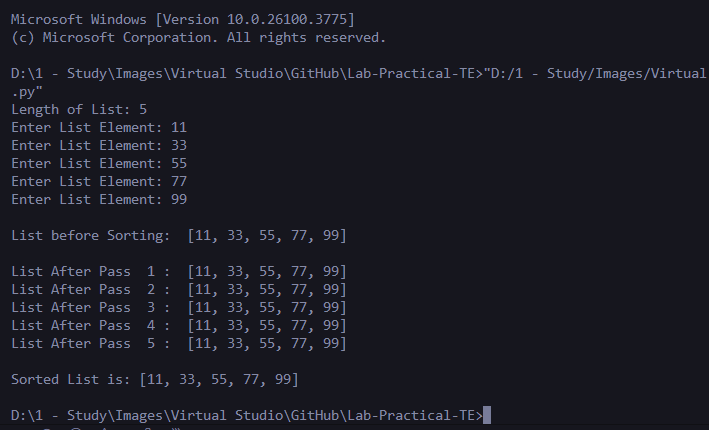 Microsoft Windows [Version 10.0.26100.3775]
(c) Microsoft Corporation. All rights reserved.
D:\1 - Study\Images\Virtual Studio\GitHub\Lab-Practical-TE>"D:/1 - Study/Images/Virtual
.py"
Length of List: 5
Enter List Element: 11
Enter List Element: 33
Enter List Element: 55
Enter List Element: 77
Enter List Element: 99
List before Sorting:  [11, 33, 55, 77, 99]
List After Pass  1 :  [11, 33, 55, 77, 99]
List After Pass  2 :  [11, 33, 55, 77, 99]
List After Pass  3 :  [11, 33, 55, 77, 99]
List After Pass  4 :  [11, 33, 55, 77, 99]
List After Pass  5 :  [11, 33, 55, 77, 99]
Sorted List is: [11, 33, 55, 77, 99]
D:\1 - Study\Images\Virtual Studio\GitHub\Lab-Practical-TE>